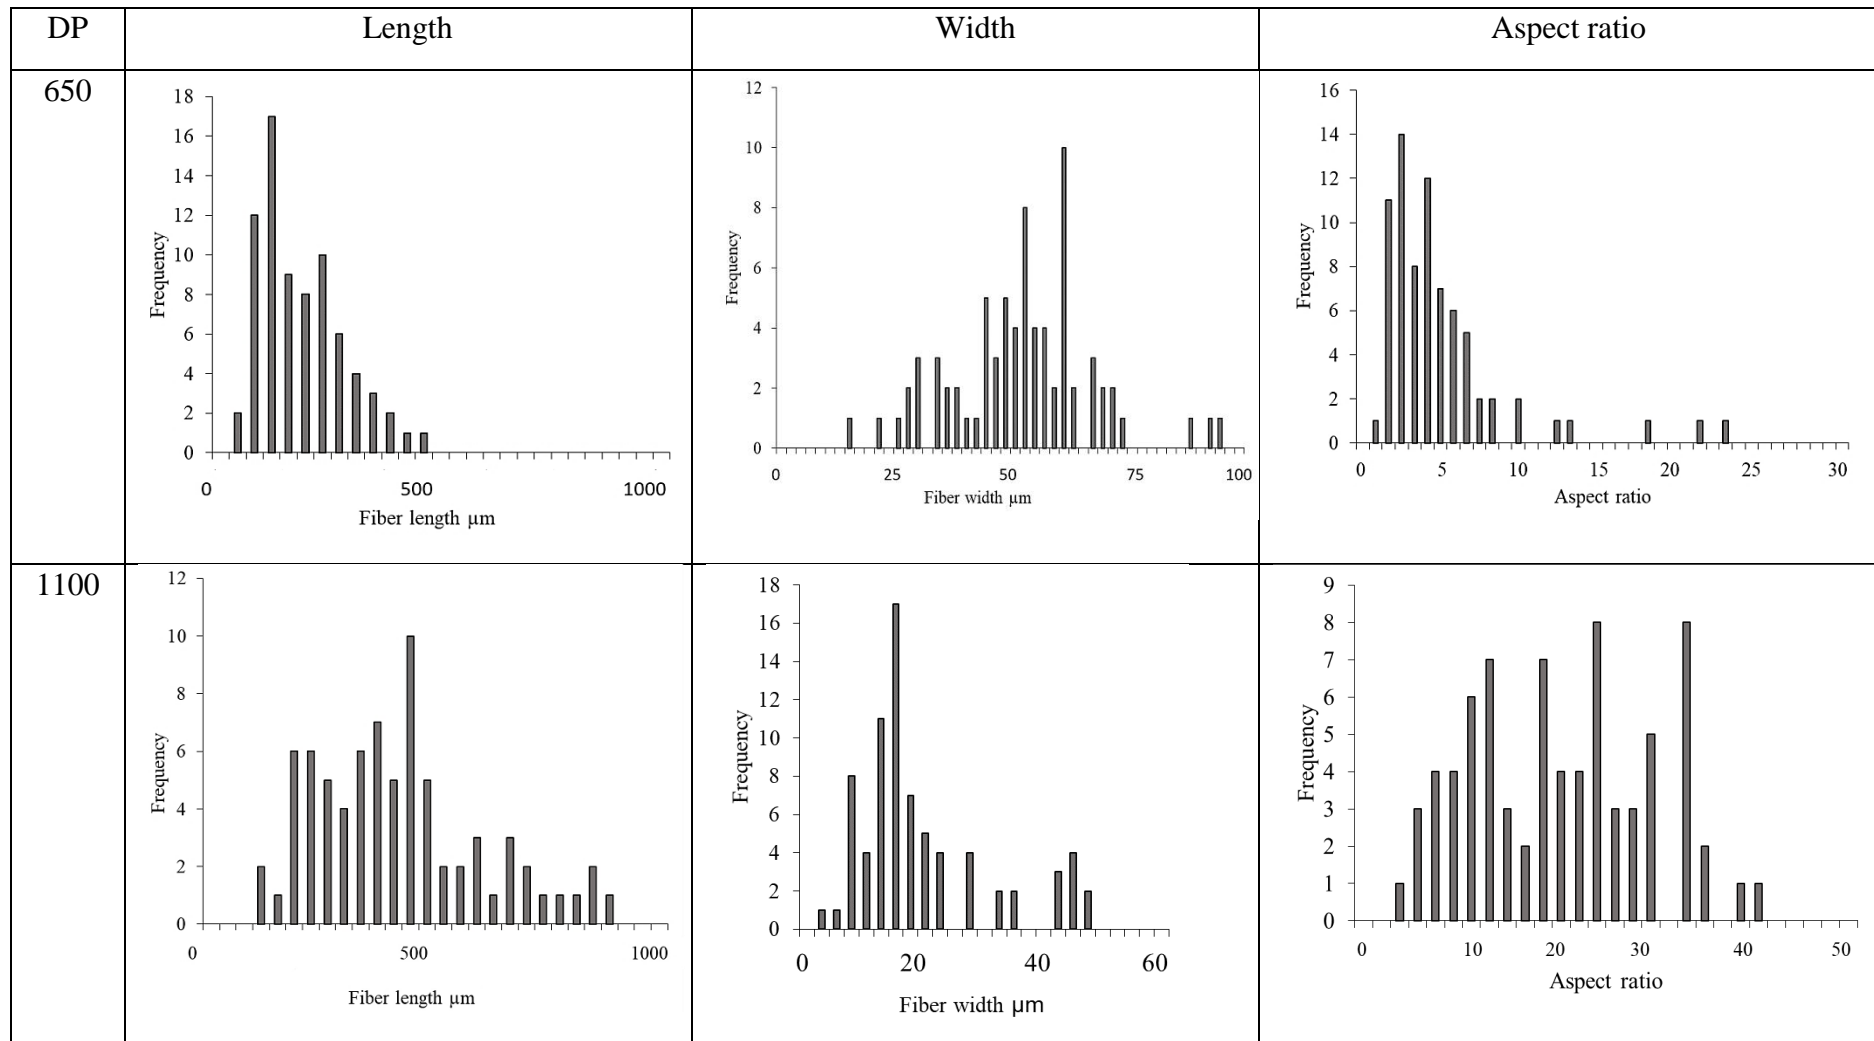 DP Length Width Aspect ratio
650
18
16
14
12
10
8
6
4
2
0
Frequency
0 500 1000
Fiber length µm
12
10
8
6
4
2
0
Frequency
0 25 50 75 100
Fiber width µm
16
14
12
10
8
6
4
2
0
Frequency
0 5 10 15 20 25 30
Aspect ratio
1100
12
10
8
6
4
2
0
Frequency
0 500 1000
Fiber length µm
18
16
14
12
10
8
6
4
2
0
Frequency
0 20 40 60
Fiber width µm
9
8
7
6
5
4
3
2
1
0
Frequency
0 10 20 30 40 50
Aspect ratio